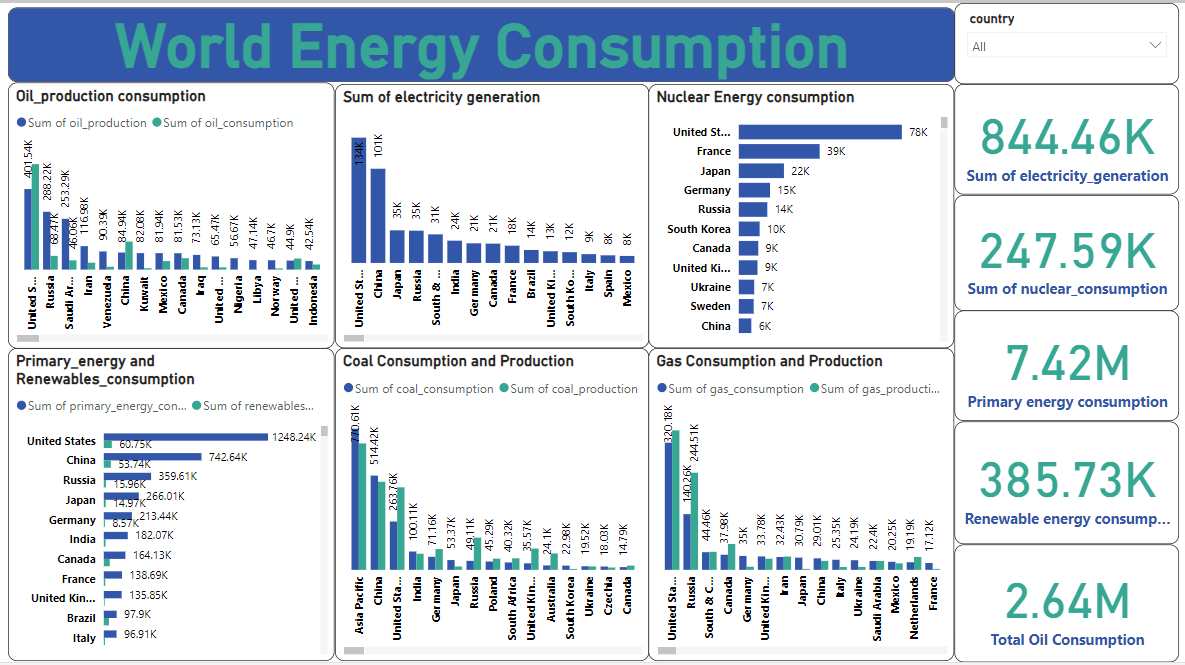 World Energy Consumption
country
All
Oil_production consumption
Sum of oil_production Sum of oil_consumption
401.54K
288.22K
68.47K
253.29K
46.06K
116.98K
90.39K
84.94K
82.08K
81.94K
81.53K
73.13K
65.47K
56.67K
47.14K
46.7K
44.9K
42.54K
United S...
Russia
Saudi Ar...
Iran
Venezuela
China
Kuwait
Mexico
Canada
Iraq
United ...
Nigeria
Libya
Norway
United ...
Indonesia
Sum of electricity generation
134K
101K
35K
35K
31K
24K
21K
21K
18K
14K
13K
12K
9K
8K
8K
United St...
China
Japan
Russia
South & ...
India
Germany
Canada
France
Brazil
United Ki...
South Ko...
Italy
Spain
Mexico
Nuclear Energy consumption
United St... 78K
France 39K
Japan 22K
Germany 15K
Russia 14K
South Korea 10K
Canada 9K
United Ki... 9K
Ukraine 7K
Sweden 7K
China 6K
844.46K
Sum of electricity_generation
247.59K
Sum of nuclear_consumption
7.42M
Primary energy consumption
385.73K
Renewable energy consump...
2.64M
Total Oil Consumption
Primary_energy and
Renewables_consumption
Sum of primary_energy_con... Sum of renewables...
United States 1248.24K
60.75K
China 742.64K
53.74K
Russia 359.61K
15.96K
Japan 266.01K
14.97K
Germany 213.44K
8.57K
India 182.07K
Canada 164.13K
France 138.69K
United Kin... 135.85K
Brazil 97.9K
Italy 96.91K
Coal Consumption and Production
Sum of coal_consumption Sum of coal_production
770.61K
514.42K
263.76K
100.11K
71.16K
53.37K
49.11K
45.29K
40.32K
35.57K
24.1K
22.98K
19.52K
18.03K
14.79K
Asia Pacific
China
United Sta...
India
Germany
Japan
Russia
Poland
South Africa
United Kin...
Australia
South Korea
Ukraine
Czechia
Canada
Gas Consumption and Production
Sum of gas_consumption Sum of gas_producti...
320.18K
140.26K
244.51K
44.46K
37.98K
35K
33.78K
32.43K
30.79K
29.01K
25.35K
24.19K
22.4K
20.25K
19.19K
17.12K
United Sta...
Russia
South & C...
Canada
Germany
United Kin...
Iran
Japan
China
Italy
Ukraine
Saudi Arabia
Mexico
Netherlands
France